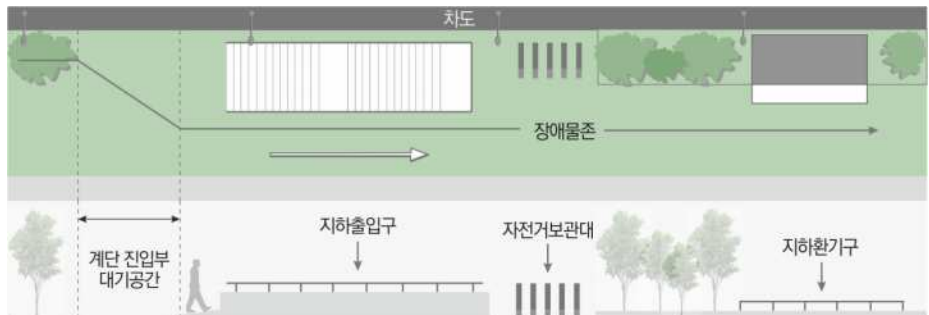 차도
장애물존
지하출입구
자전거보관대
계단 진입부
대기공간
지하환기구